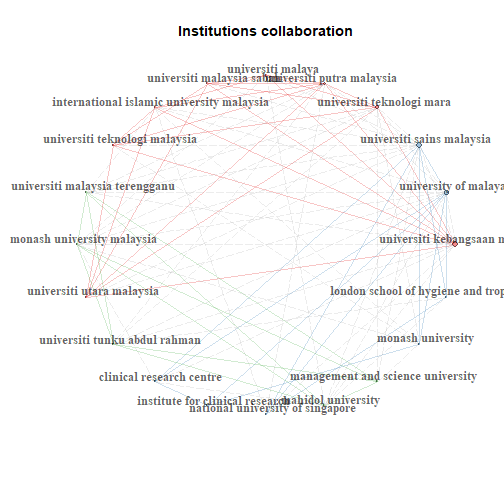 Institutions collaboration
universiti malaya
universiti malaysia sabah
universiti putra malaysia
international islamic university malaysia
universiti teknologi mara
universiti teknologi malaysia
universiti sains malaysia
universiti malaysia terengganu
university of malaya
monash university malaysia
universiti kebangsaan m
universiti utara malaysia
london school of hygiene and trop
universiti tunku abdul rahman
monash university
clinical research centre
management and science university
institute for clinical research
mahidol university
national university of singapore